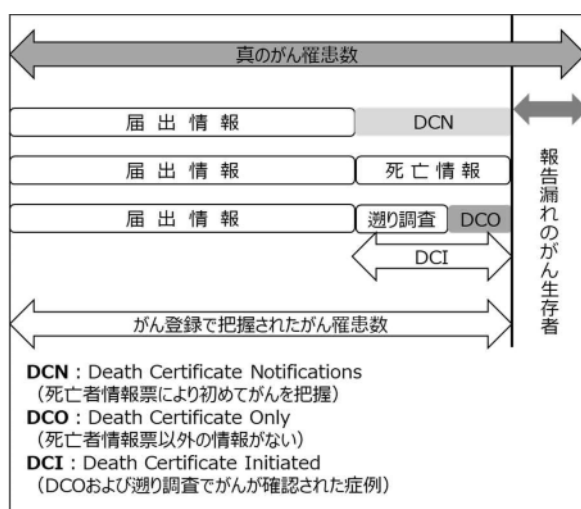 真のがん罹患数
届出情報 DCN
届出情報 死亡情報
届出情報 遡り調査 DCO
DCI
がん登録で把握されたがん罹患数
報告漏れのがん生存者
DCN：Death Certificate Notifications
（死亡者情報票により初めてがんを把握）
DCO：Death Certificate Only
（死亡者情報票以外の情報がない）
DCI：Death Certificate Initiated
（DCOおよび遡り調査でがんが確認された症例）